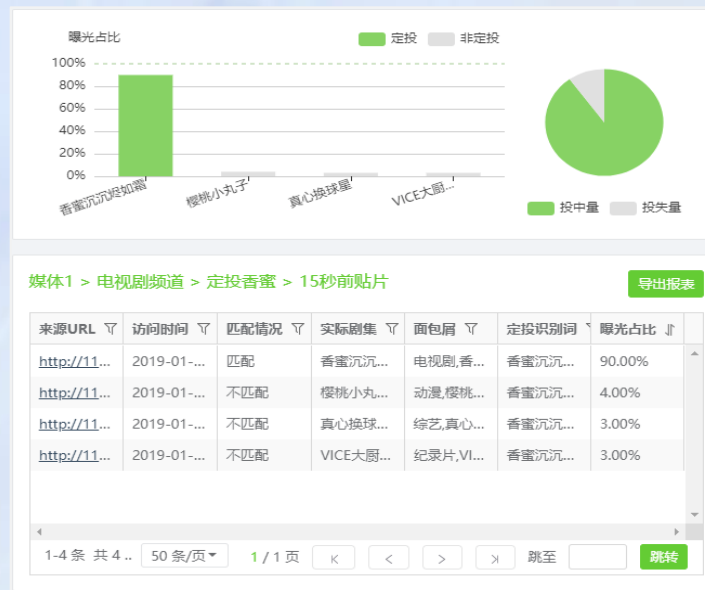 曝光占比
定投 非定投
100%
80%
60%
40%
20%
0%
香蜜沉沉烬如霜 樱桃小丸子 真心换球星 VICE大厨...
投中量 投失量
媒体1 > 电视剧频道 > 定投香蜜 > 15秒前贴片
导出报表
来源URL 访问时间 匹配情况 实际剧集 面包屑 定投识别词 曝光占比
http://11... 2019-01-... 匹配 香蜜沉沉... 电视剧,香... 香蜜沉沉... 90.00%
http://11... 2019-01-... 不匹配 樱桃小丸... 动漫,樱桃... 香蜜沉沉... 4.00%
http://11... 2019-01-... 不匹配 真心换球... 综艺,真心... 香蜜沉沉... 3.00%
http://11... 2019-01-... 不匹配 VICE大厨... 纪录片,VI... 香蜜沉沉... 3.00%
1-4 条 共 4 .. 50 条/页 1 / 1 页 跳至 跳转